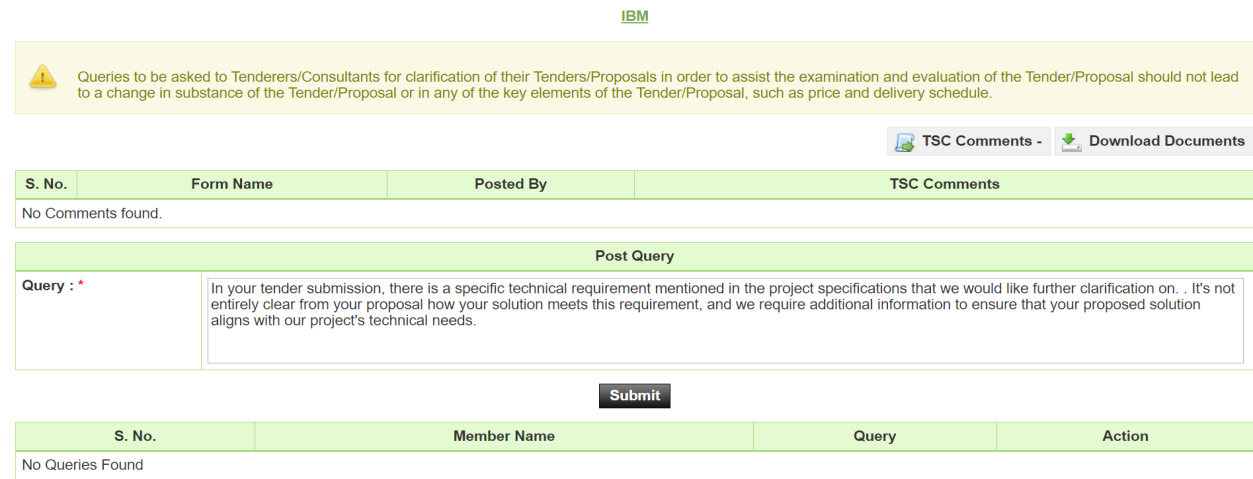 IBM
Queries to be asked to Tenderers/Consultants for clarification of their Tenders/Proposals in order to assist the examination and evaluation of the Tender/Proposal should not lead
to a change in substance of the Tender/Proposal or in any of the key elements of the Tender/Proposal, such as price and delivery schedule.
TSC Comments - Download Documents
S. No. Form Name Posted By TSC Comments
No Comments found.
Post Query
Query : * In your tender submission, there is a specific technical requirement mentioned in the project specifications that we would like further clarification on. . It's not
entirely clear from your proposal how your solution meets this requirement, and we require additional information to ensure that your proposed solution
aligns with our project's technical needs.
Submit
S. No. Member Name Query Action
No Queries Found